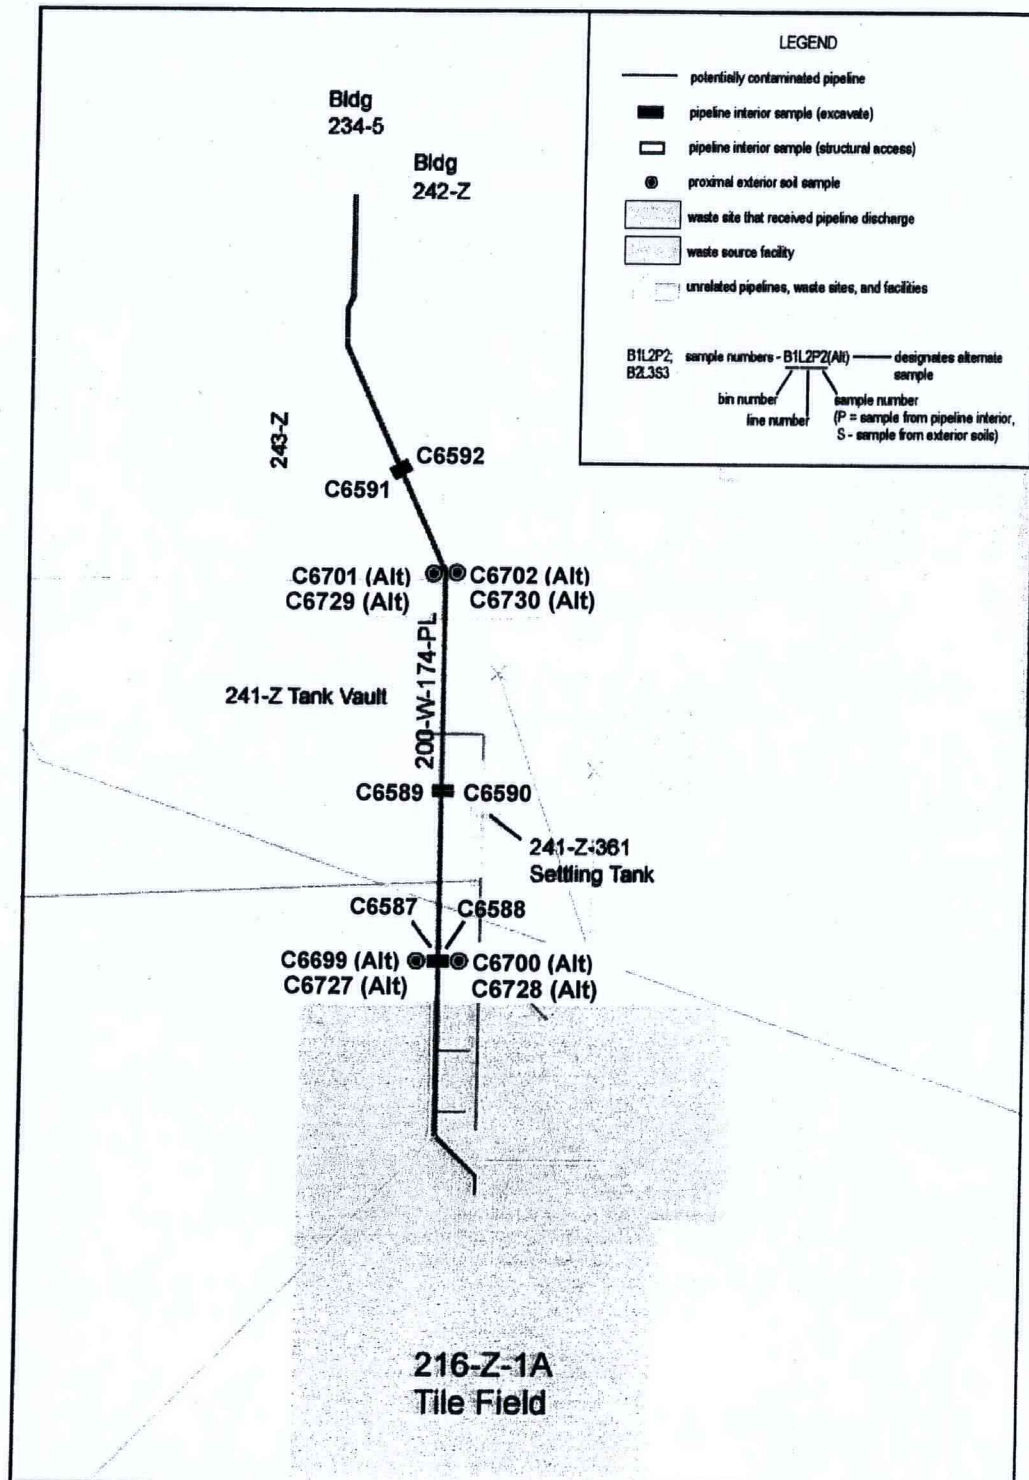 LEGEND
potentially contaminated pipeline
pipeline interior sample (excavate)
pipeline interior sample (structural access)
proximal exterior soil sample
waste site that received pipeline discharge
waste source facility
unrelated pipelines, waste sites, and facilities
B1L2P2; sample numbers - B1L2P2(Alt) designates alternate
B2L3S3 sample
bin number sample number
line number (P = sample from pipeline interior,
S - sample from exterior soils)
Bldg
234-5
Bldg
242-Z
243-Z
C6592
C6591
C6701 (Alt) C6702 (Alt)
C6729 (Alt) C6730 (Alt)
200-W-174-PL
241-Z Tank Vault
C6589 C6590
241-Z-361
Settling Tank
C6587 C6588
C6699 (Alt) C6700 (Alt)
C6727 (Alt) C6728 (Alt)
216-Z-1A
Tile Field